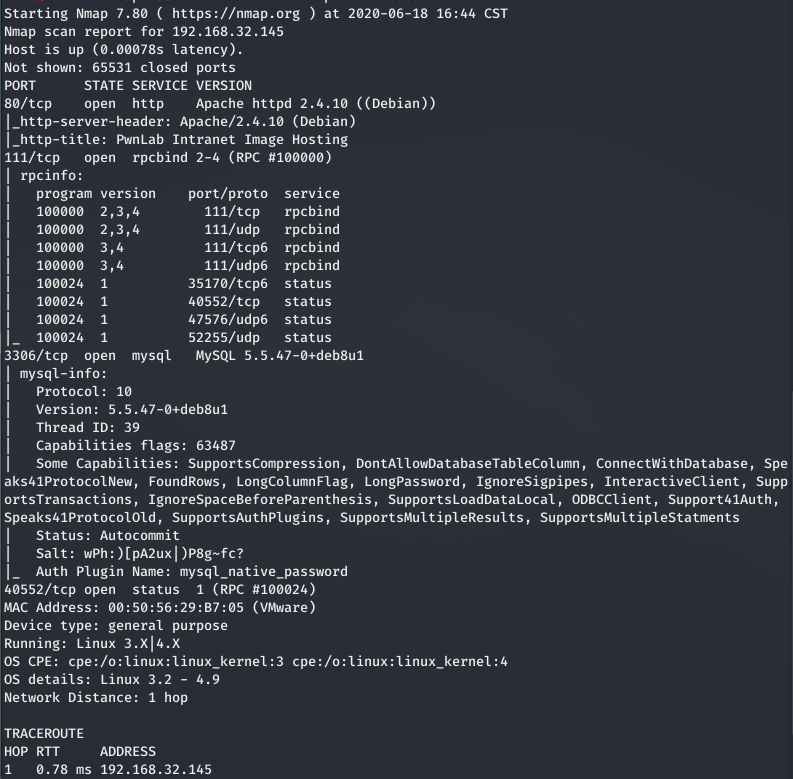 Starting Nmap 7.80 ( https://nmap.org ) at 2020-06-18 16:44 CST
Nmap scan report for 192.168.32.145
Host is up (0.00078s latency).
Not shown: 65531 closed ports
PORT      STATE SERVICE VERSION
80/tcp    open  http    Apache httpd 2.4.10 ((Debian))
|_http-server-header: Apache/2.4.10 (Debian)
|_http-title: PwnLab Intranet Image Hosting
111/tcp   open  rpcbind 2-4 (RPC #100000)
| rpcinfo:
|   program version    port/proto  service
|   100000  2,3,4        111/tcp   rpcbind
|   100000  2,3,4        111/udp   rpcbind
|   100000  3,4          111/tcp6  rpcbind
|   100000  3,4          111/udp6  rpcbind
|   100024  1          35170/tcp6  status
|   100024  1          40552/tcp   status
|   100024  1          47576/udp6  status
|_  100024  1          52255/udp   status
3306/tcp  open  mysql   MySQL 5.5.47-0+deb8u1
| mysql-info:
|   Protocol: 10
|   Version: 5.5.47-0+deb8u1
|   Thread ID: 39
|   Capabilities flags: 63487
|   Some Capabilities: SupportsCompression, DontAllowDatabaseTableColumn, ConnectWithDatabase, Spe
aks41ProtocolNew, FoundRows, LongColumnFlag, LongPassword, IgnoreSigpipes, InteractiveClient, Supp
ortsTransactions, IgnoreSpaceBeforeParenthesis, SupportsLoadDataLocal, ODBCClient, Support41Auth,
Speaks41ProtocolOld, SupportsAuthPlugins, SupportsMultipleResults, SupportsMultipleStatments
|   Status: Autocommit
|   Salt: wPh:)[pA2ux|)P8g~fc?
|_  Auth Plugin Name: mysql_native_password
40552/tcp open  status  1 (RPC #100024)
MAC Address: 00:50:56:29:B7:05 (VMware)
Device type: general purpose
Running: Linux 3.X|4.X
OS CPE: cpe:/o:linux:linux_kernel:3 cpe:/o:linux:linux_kernel:4
OS details: Linux 3.2 - 4.9
Network Distance: 1 hop
TRACEROUTE
HOP RTT     ADDRESS
1   0.78 ms 192.168.32.145